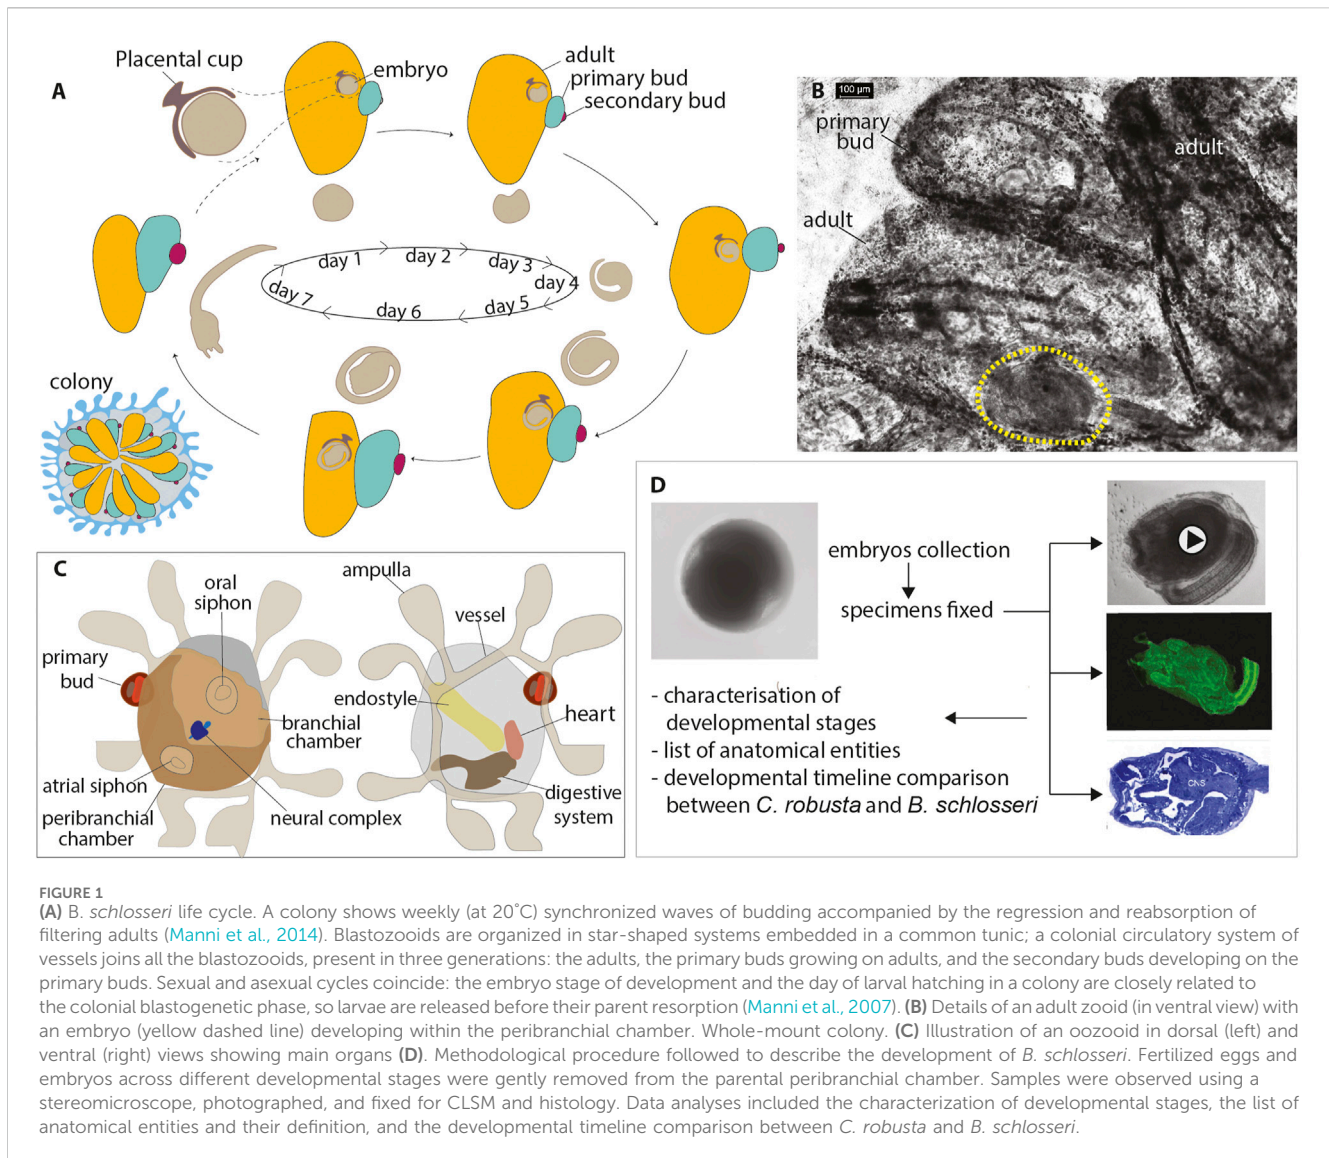 A
Placental cup
embryo
adult
primary bud
secondary bud
day 1
day 2
day 3
day 4
day 5
day 6
day 7
colony
B
100 µm
primary
bud
adult
adult
C
oral
siphon
primary
bud
branchial
chamber
atrial siphon
peribranchial
chamber
neural complex
ampulla
vessel
endostyle
heart
digestive
system
D
embryos collection
specimens fixed
- characterisation of
developmental stages
- list of anatomical entities
- developmental timeline comparison
between C. robusta and B. schlosseri
CNS
FIGURE 1
(A) B. schlosseri life cycle. A colony shows weekly (at 20°C) synchronized waves of budding accompanied by the regression and reabsorption of
filtering adults (Manni et al., 2014). Blastozooids are organized in star-shaped systems embedded in a common tunic; a colonial circulatory system of
vessels joins all the blastozooids, present in three generations: the adults, the primary buds growing on adults, and the secondary buds developing on the
primary buds. Sexual and asexual cycles coincide: the embryo stage of development and the day of larval hatching in a colony are closely related to
the colonial blastogenetic phase, so larvae are released before their parent resorption (Manni et al., 2007). (B) Details of an adult zooid (in ventral view) with
an embryo (yellow dashed line) developing within the peribranchial chamber. Whole-mount colony. (C) Illustration of an oozooid in dorsal (left) and
ventral (right) views showing main organs (D). Methodological procedure followed to describe the development of B. schlosseri. Fertilized eggs and
embryos across different developmental stages were gently removed from the parental peribranchial chamber. Samples were observed using a
stereomicroscope, photographed, and fixed for CLSM and histology. Data analyses included the characterization of developmental stages, the list of
anatomical entities and their definition, and the developmental timeline comparison between C. robusta and B. schlosseri.